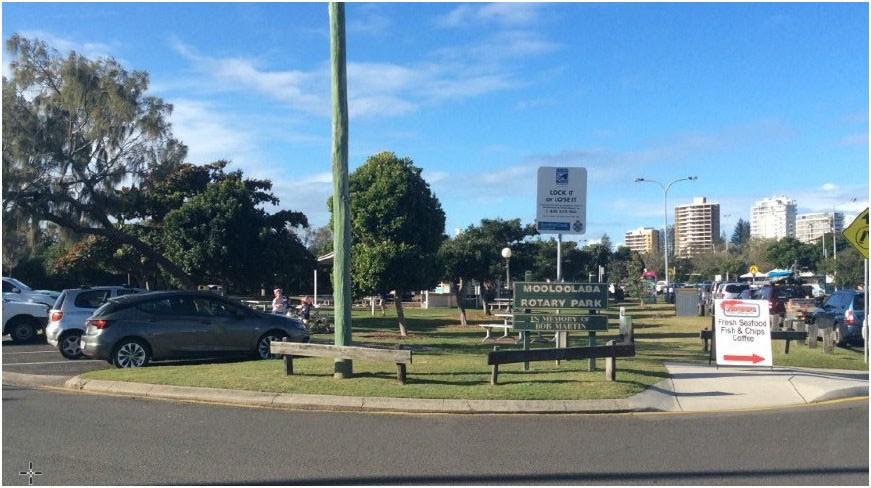 LOCK IT
or LOSE IT
MOOLOOLABA
ROTARY PARK
IN MEMORY OF
BOB MARTIN
Fresh Seafood
Fish & Chips
Coffee